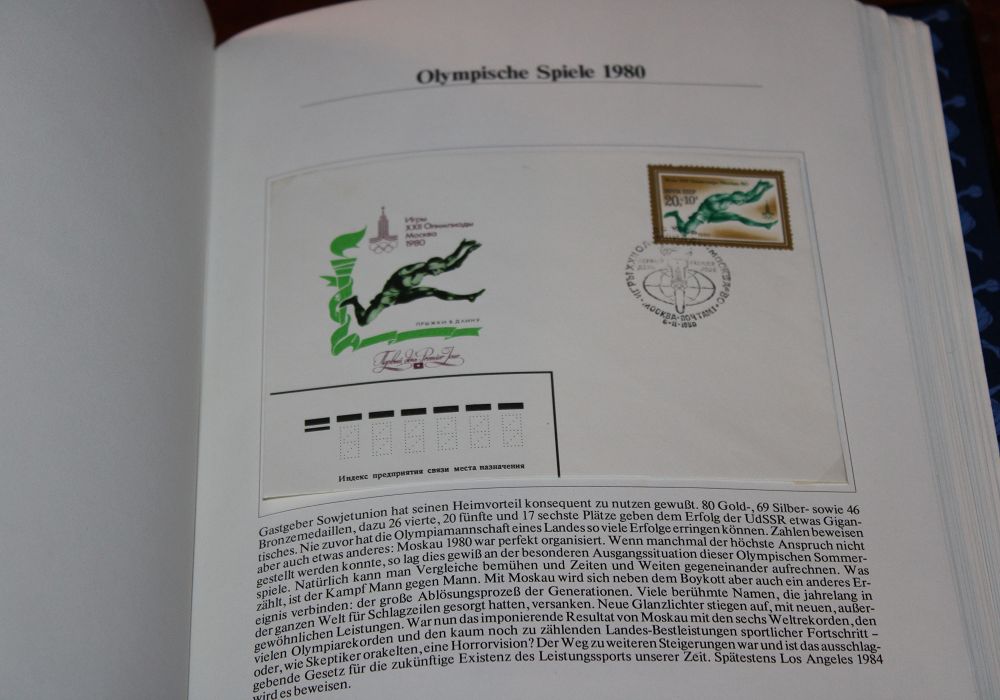 Olympische Spiele 1980
Игры
XXII Олимпиады
Москва
1980
ПРЫЖКИ В ДЛИНУ
Первый день Premier Jour
20к+10к
МОСКВА-ПОЧТАМТ
Индекс предприятия связи места назначения
Gastgeber Sowjetunion hat seinen Heimvorteil konsequent zu nutzen gewußt. 80 Gold-, 69 Silber- sowie 46
Bronzemedaillen, dazu 26 vierte, 20 fünfte und 17 sechste Plätze geben dem Erfolg der UdSSR etwas Gigan-
tisches. Nie zuvor hat die Olympiamannschaft eines Landes so viele Erfolge erringen können. Zahlen beweisen
aber auch etwas anderes: Moskau 1980 war perfekt organisiert. Wenn manchmal der höchste Anspruch nicht
gestellt werden konnte, so lag dies gewiß an der besonderen Ausgangssituation dieser Olympischen Sommer-
spiele. Natürlich kann man Vergleiche bemühen und Zeiten und Weiten gegeneinander aufrechnen. Was
zählt, ist der Kampf Mann gegen Mann. Mit Moskau wird sich neben dem Boykott aber auch ein anderes Er-
eignis verbinden: der große Ablösungsprozeß der Generationen. Viele berühmte Namen, die jahrelang in
der ganzen Welt für Schlagzeilen gesorgt hatten, versanken. Neue Glanzlichter stiegen auf, mit neuen, außer-
gewöhnlichen Leistungen. War nun das imponierende Resultat von Moskau mit den sechs Weltrekorden, den
vielen Olympiarekorden und den kaum noch zu zählenden Landes-Bestleistungen sportlicher Fortschritt –
oder, wie Skeptiker orakelten, eine Horrorvision? Der Weg zu weiteren Steigerungen war und ist das ausschlag-
gebende Gesetz für die zukünftige Existenz des Leistungssports unserer Zeit. Spätestens Los Angeles 1984
wird es beweisen.